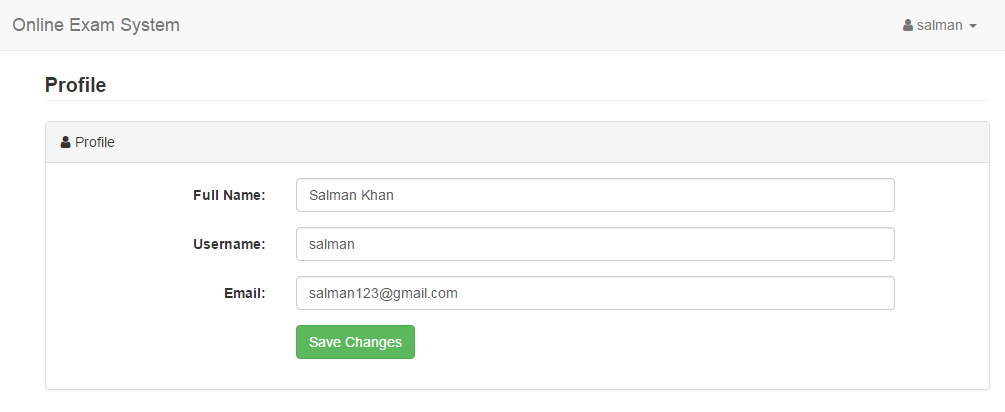 Online Exam System salman
Profile
Profile
Full Name: Salman Khan
Username: salman
Email: salman123@gmail.com
Save Changes